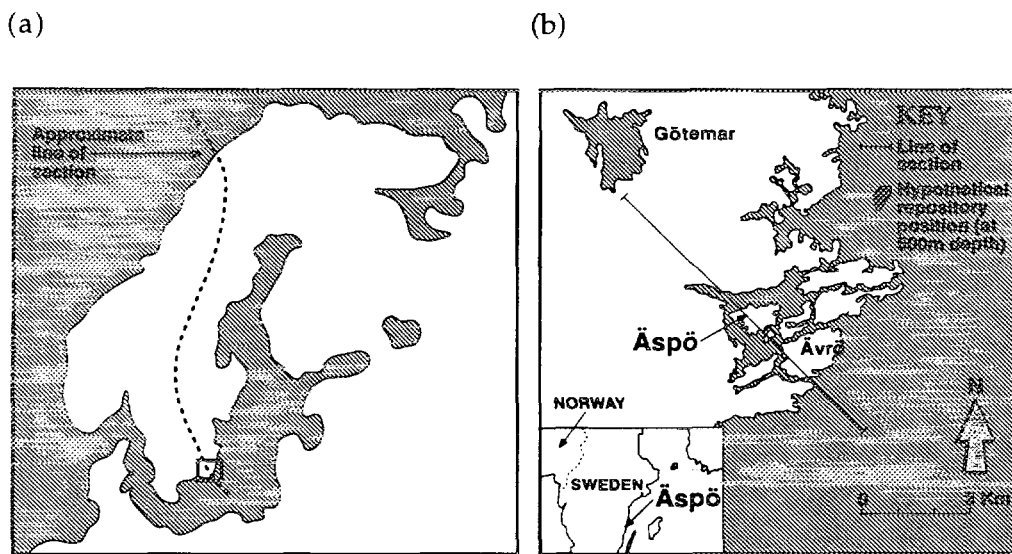 (a)
(b)
Approximate
line of
section
Götemar
KEY
Line of
section
Hypothetical
repository
position (at
500m depth)
Äspö
Ävrö
N
NORWAY
SWEDEN
Äspö
0
Km